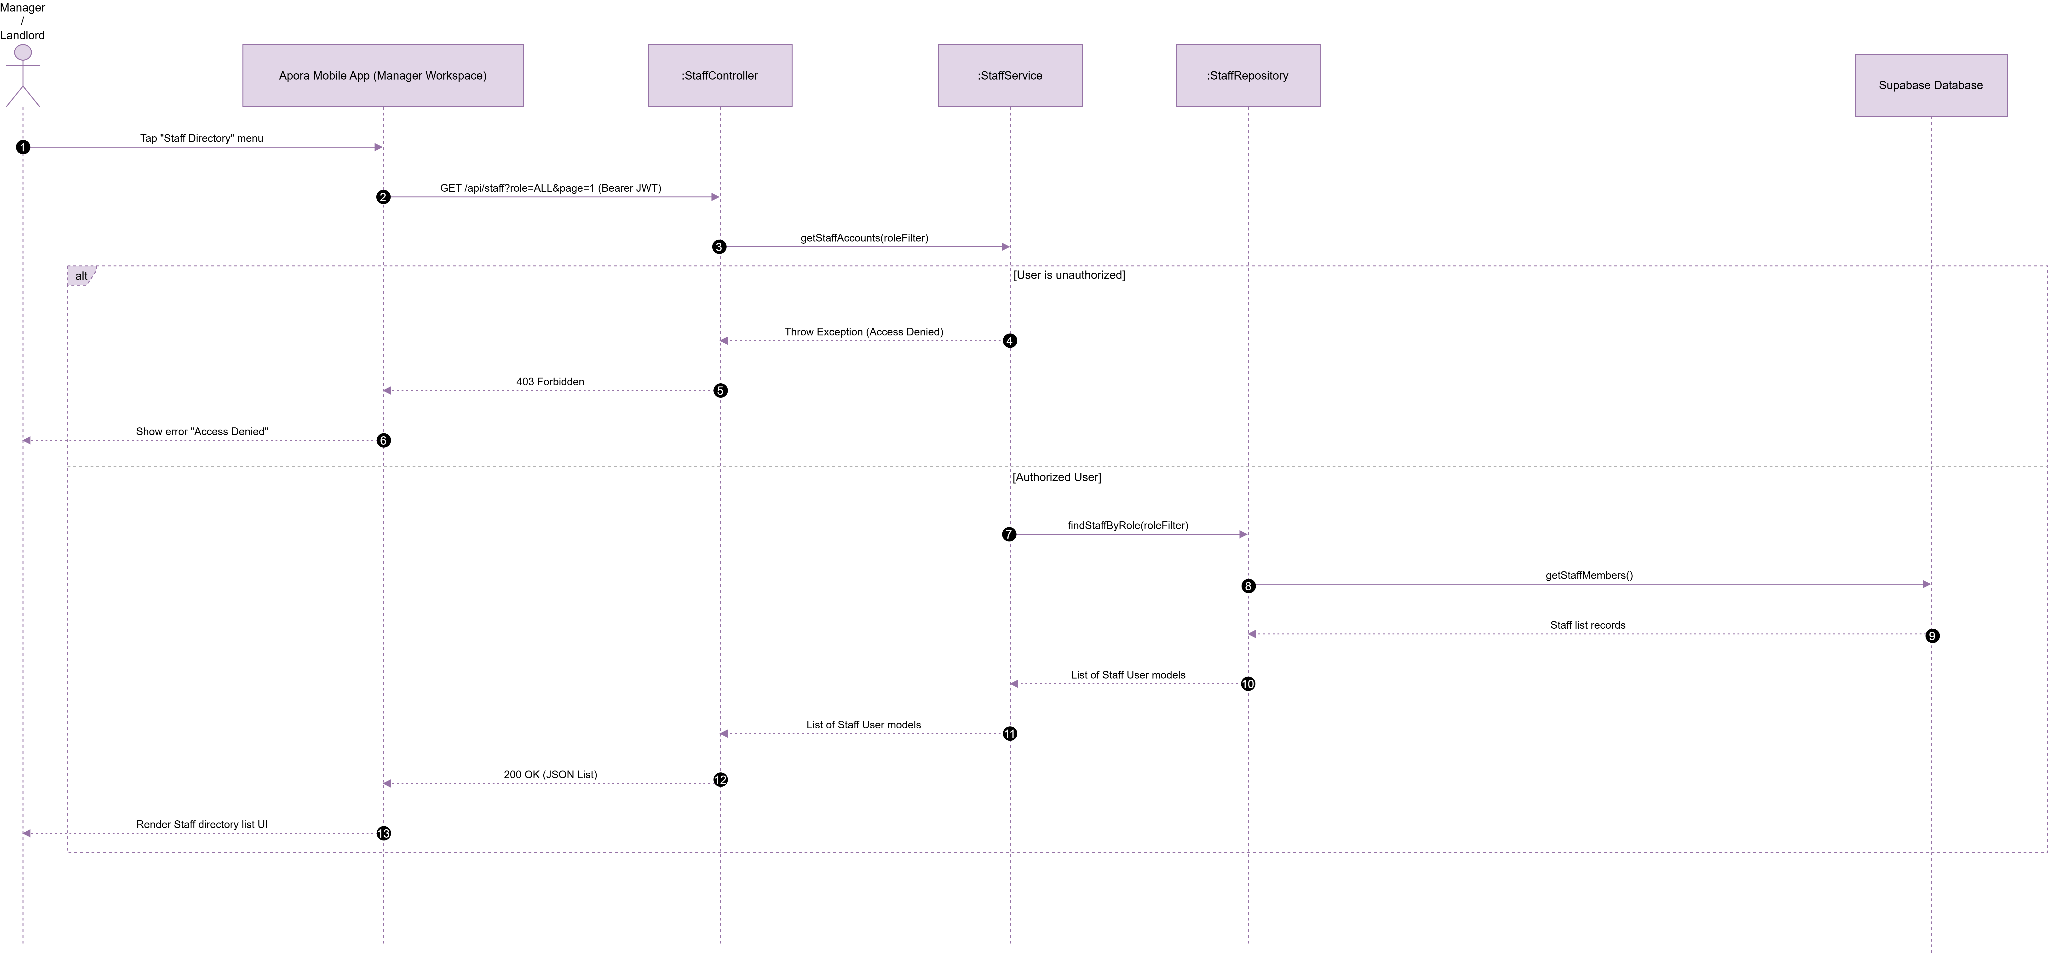 Manager
/
Landlord
Apora Mobile App (Manager Workspace)
:StaffController
:StaffService
:StaffRepository
Supabase Database
Tap "Staff Directory" menu
1
GET /api/staff?role=ALL&page=1 (Bearer JWT)
2
getStaffAccounts(roleFilter)
3
alt
[User is unauthorized]
Throw Exception (Access Denied)
4
403 Forbidden
5
Show error "Access Denied"
6
[Authorized User]
findStaffByRole(roleFilter)
7
getStaffMembers()
8
Staff list records
9
List of Staff User models
10
List of Staff User models
11
200 OK (JSON List)
12
Render Staff directory list UI
13